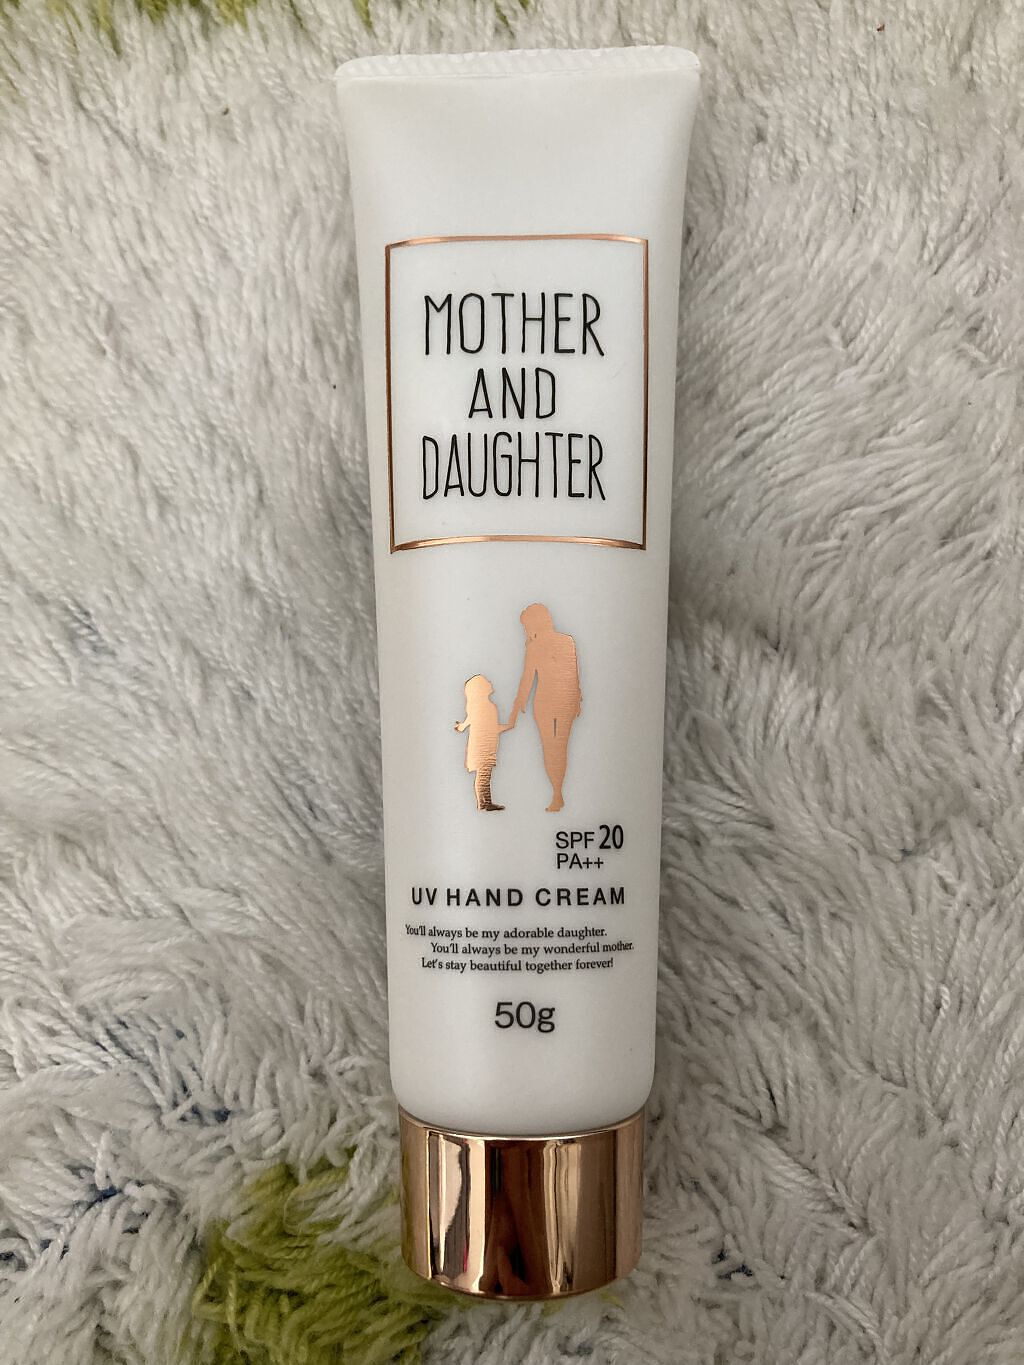 MOTHER
AND
DAUGHTER
SPF 20
PA++
UV HAND CREAM
You'll always be my adorable daughter.
You'll always be my wonderful mother.
Let's stay beautiful together forever!
50g